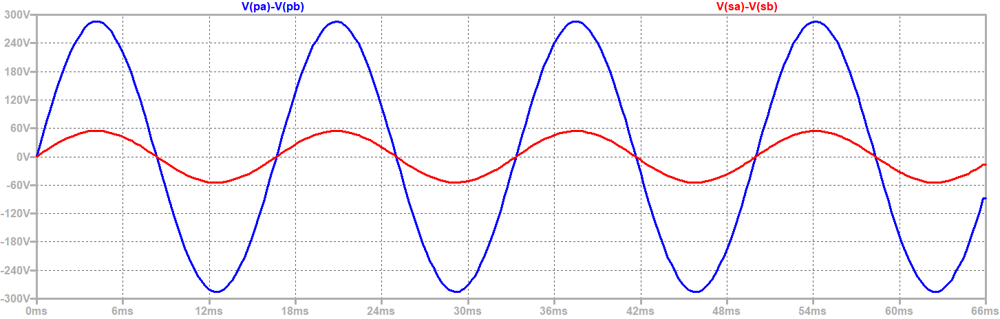 V(pa)-V(pb) V(sa)-V(sb)
300V
240V
180V
120V
60V
0V
-60V
-120V
-180V
-240V
-300V
0ms 6ms 12ms 18ms 24ms 30ms 36ms 42ms 48ms 54ms 60ms 66ms